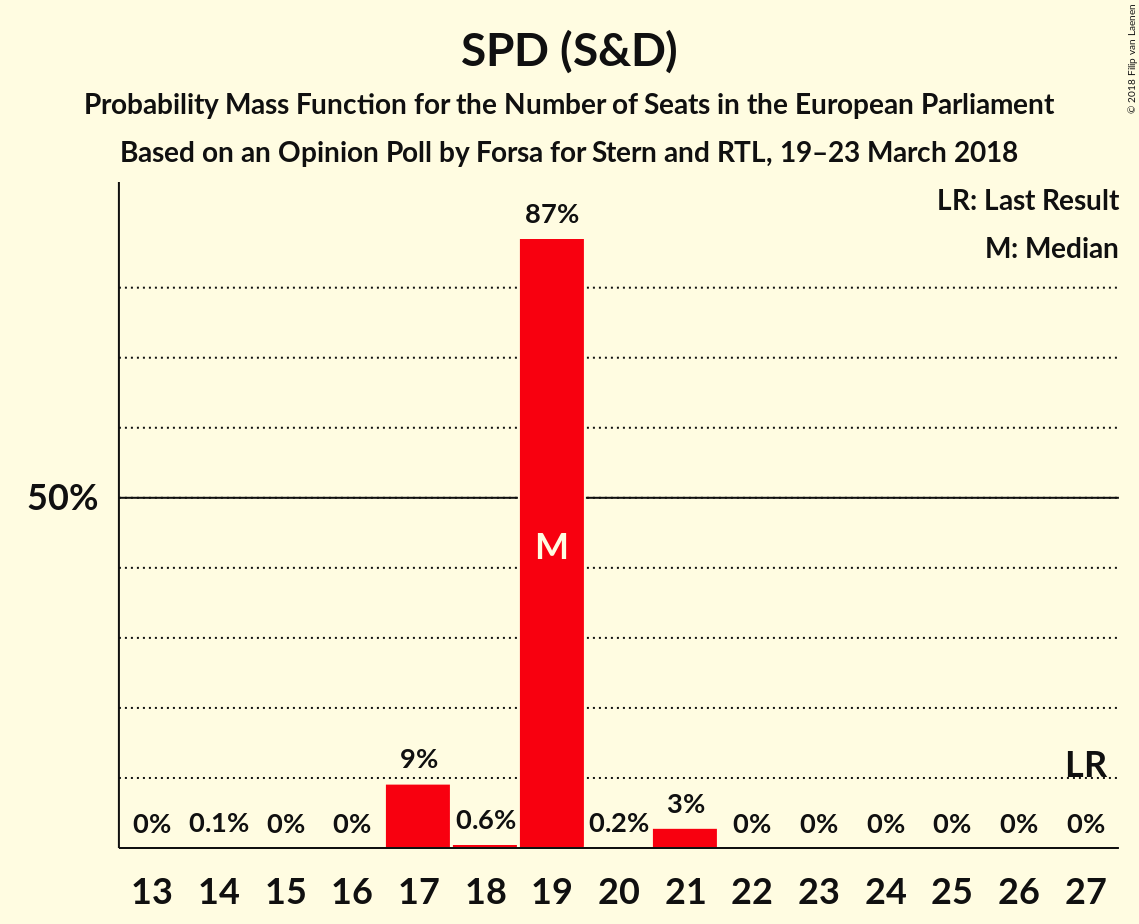 SPD (S&D)
Probability Mass Function for the Number of Seats in the European Parliament
Based on an Opinion Poll by Forsa for Stern and RTL, 19–23 March 2018
© 2018 Filip van Laenen
LR: Last Result
M: Median
87%
50%
M
9%
LR
0% 0.1% 0% 0% 0.6% 0.2% 3% 0% 0% 0% 0% 0% 0%
13 14 15 16 17 18 19 20 21 22 23 24 25 26 27